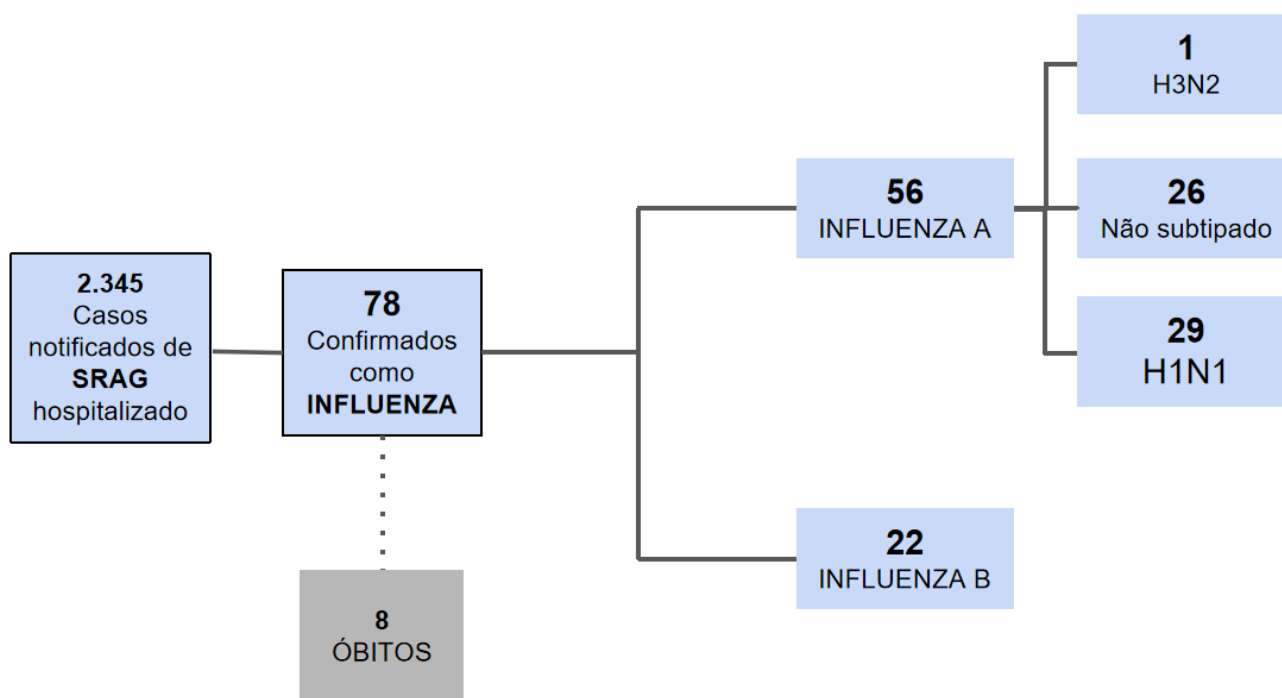 2.345
Casos
notificados de
SRAG
hospitalizado
78
Confirmados
como
INFLUENZA
8
ÓBITOS
56
INFLUENZA A
22
INFLUENZA B
1
H3N2
26
Não subtipado
29
H1N1